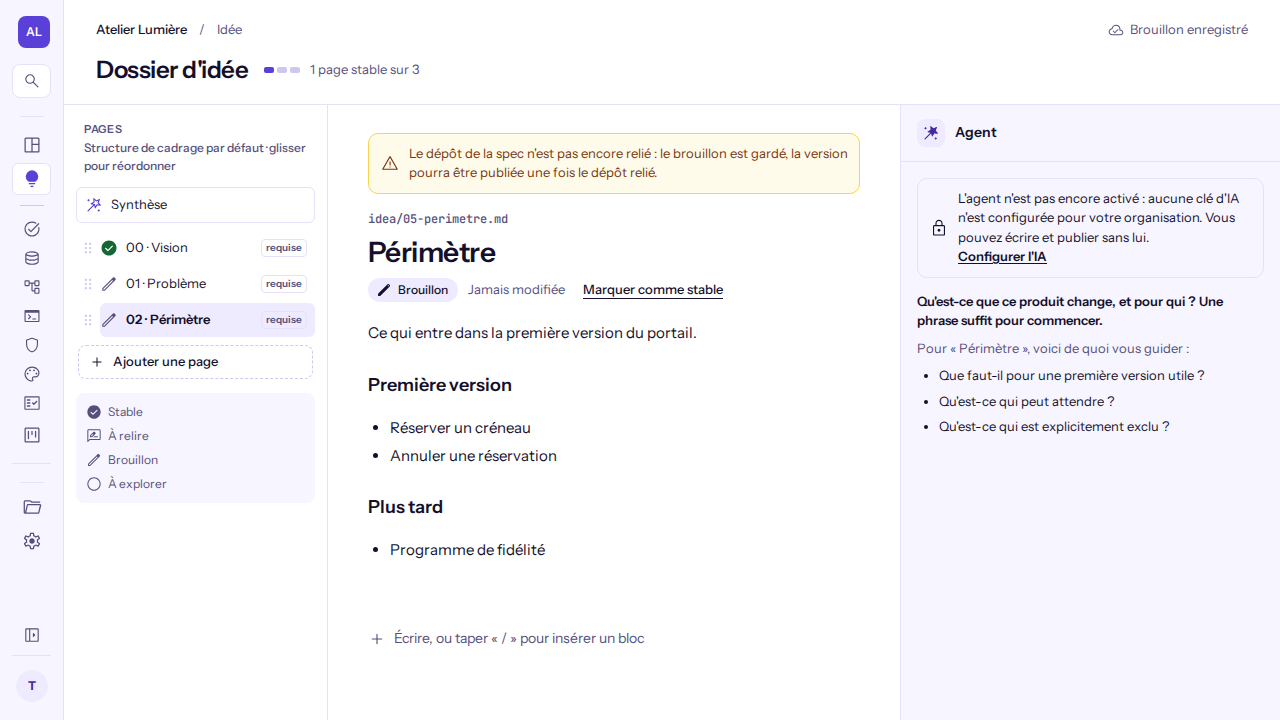 AL
Atelier Lumière / Idée
Brouillon enregistré
Dossier d'idée
1 page stable sur 3
PAGES
Structure de cadrage par défaut · glisser
pour réordonner
Synthèse
00 · Vision
requise
01 · Problème
requise
02 · Périmètre
requise
Ajouter une page
Stable
À relire
Brouillon
À explorer
T
Le dépôt de la spec n'est pas encore relié : le brouillon est gardé, la version
pourra être publiée une fois le dépôt relié.
idea/05-perimetre.md
Périmètre
Brouillon
Jamais modifiée
Marquer comme stable
Ce qui entre dans la première version du portail.
Première version
Réserver un créneau
Annuler une réservation
Plus tard
Programme de fidélité
Écrire, ou taper « / » pour insérer un bloc
Agent
L'agent n'est pas encore activé : aucune clé d'IA
n'est configurée pour votre organisation. Vous
pouvez écrire et publier sans lui.
Configurer l'IA
Qu'est-ce que ce produit change, et pour qui ? Une
phrase suffit pour commencer.
Pour « Périmètre », voici de quoi vous guider :
Que faut-il pour une première version utile ?
Qu'est-ce qui peut attendre ?
Qu'est-ce qui est explicitement exclu ?